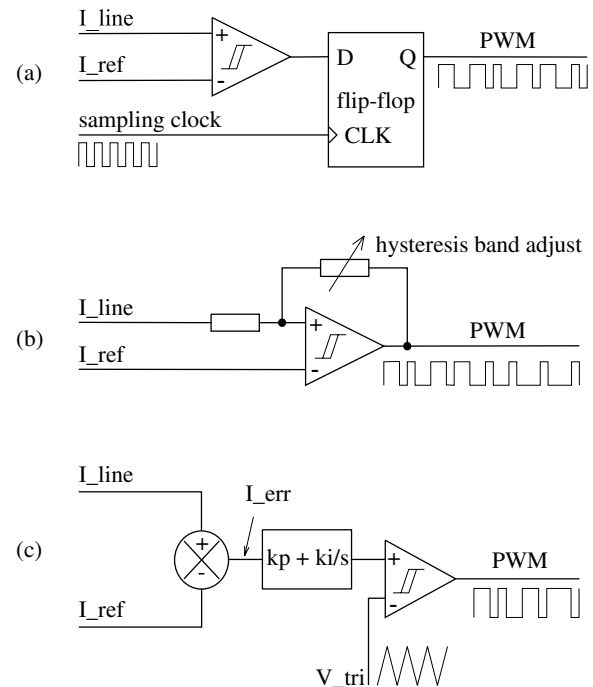 I_line
PWM
+
(a)
I_ref
-
D
Q
flip-flop
sampling clock
CLK
hysteresis band adjust
I_line
+
(b)
PWM
I_ref
-
I_line
I_err
(c)
+
-
kp + ki/s
+
-
PWM
I_ref
V_tri